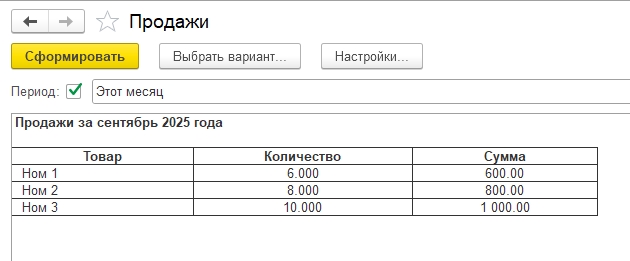 Продажи
Сформировать Выбрать вариант... Настройки...
Период: Этот месяц
Продажи за сентябрь 2025 года
Товар Количество Сумма
Ном 1 6.000 600.00
Ном 2 8.000 800.00
Ном 3 10.000 1 000.00